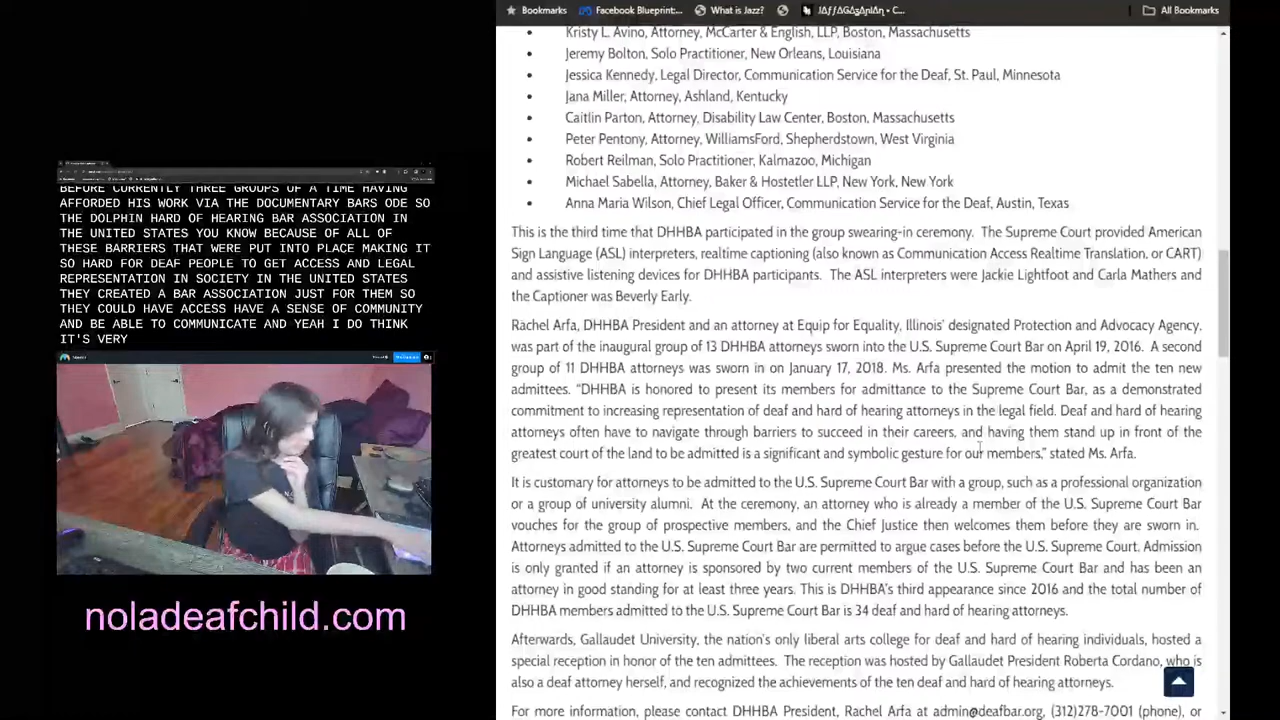 Bookmarks
Facebook Blueprint:...
What is Jazz?
All Bookmarks
BEFORE CURRENTLY THREE GROUPS OF A TIME HAVING
AFFORDED HIS WORK VIA THE DOCUMENTARY BARS ODE SO
THE DOLPHIN HARD OF HEARING BAR ASSOCIATION IN
THE UNITED STATES YOU KNOW BECAUSE OF ALL OF
THESE BARRIERS THAT WERE PUT INTO PLACE MAKING IT
SO HARD FOR DEAF PEOPLE TO GET ACCESS AND LEGAL
REPRESENTATION IN SOCIETY IN THE UNITED STATES
THEY CREATED A BAR ASSOCIATION JUST FOR THEM SO
THEY COULD HAVE ACCESS HAVE A SENSE OF COMMUNITY
AND BE ABLE TO COMMUNICATE AND YEAH I DO THINK
IT'S VERY
noladeafchild.com
Kristy L. Avino, Attorney, McCarter & English, LLP, Boston, Massachusetts
Jeremy Bolton, Solo Practitioner, New Orleans, Louisiana
Jessica Kennedy, Legal Director, Communication Service for the Deaf, St. Paul, Minnesota
Jana Miller, Attorney, Ashland, Kentucky
Caitlin Parton, Attorney, Disability Law Center, Boston, Massachusetts
Peter Pentony, Attorney, WilliamsFord, Shepherdstown, West Virginia
Robert Reilman, Solo Practitioner, Kalmazoo, Michigan
Michael Sabella, Attorney, Baker & Hostetler LLP, New York, New York
Anna Maria Wilson, Chief Legal Officer, Communication Service for the Deaf, Austin, Texas
This is the third time that DHHBA participated in the group swearing-in ceremony. The Supreme Court provided American
Sign Language (ASL) interpreters, realtime captioning (also known as Communication Access Realtime Translation, or CART)
and assistive listening devices for DHHBA participants. The ASL interpreters were Jackie Lightfoot and Carla Mathers and
the Captioner was Beverly Early.
Rachel Arfa, DHHBA President and an attorney at Equip for Equality, Illinois' designated Protection and Advocacy Agency,
was part of the inaugural group of 13 DHHBA attorneys sworn into the U.S. Supreme Court Bar on April 19, 2016. A second
group of 11 DHHBA attorneys was sworn in on January 17, 2018. Ms. Arfa presented the motion to admit the ten new
admittees. “DHHBA is honored to present its members for admittance to the Supreme Court Bar, as a demonstrated
commitment to increasing representation of deaf and hard of hearing attorneys in the legal field. Deaf and hard of hearing
attorneys often have to navigate through barriers to succeed in their careers, and having them stand up in front of the
greatest court of the land to be admitted is a significant and symbolic gesture for our members,” stated Ms. Arfa.
It is customary for attorneys to be admitted to the U.S. Supreme Court Bar with a group, such as a professional organization
or a group of university alumni. At the ceremony, an attorney who is already a member of the U.S. Supreme Court Bar
vouches for the group of prospective members, and the Chief Justice then welcomes them before they are sworn in.
Attorneys admitted to the U.S. Supreme Court Bar are permitted to argue cases before the U.S. Supreme Court. Admission
is only granted if an attorney is sponsored by two current members of the U.S. Supreme Court Bar and has been an
attorney in good standing for at least three years. This is DHHBA's third appearance since 2016 and the total number of
DHHBA members admitted to the U.S. Supreme Court Bar is 34 deaf and hard of hearing attorneys.
Afterwards, Gallaudet University, the nation's only liberal arts college for deaf and hard of hearing individuals, hosted a
special reception in honor of the ten admittees. The reception was hosted by Gallaudet President Roberta Cordano, who is
also a deaf attorney herself, and recognized the achievements of the ten deaf and hard of hearing attorneys.
For more information, please contact DHHBA President, Rachel Arfa at admin@deafbar.org, (312)278-7001 (phone), or